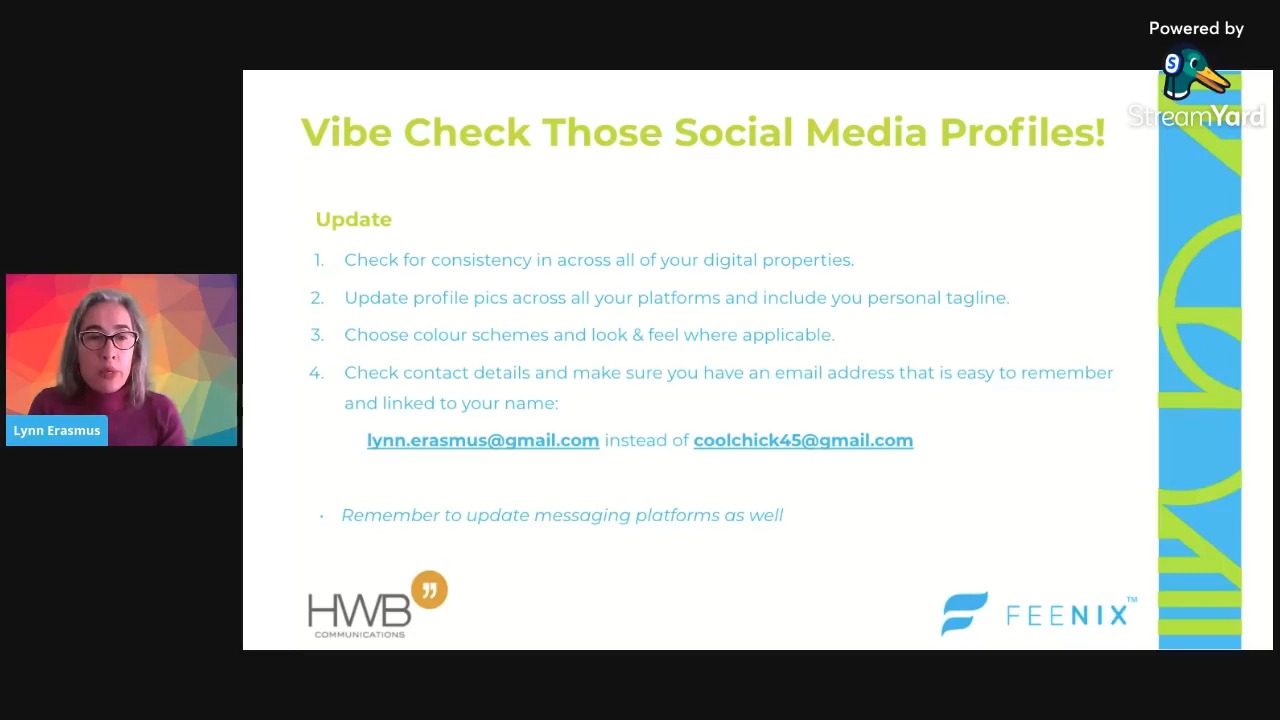 Powered by
StreamYard
Vibe Check Those Social Media Profiles!
Update
1. Check for consistency in across all of your digital properties.
2. Update profile pics across all your platforms and include you personal tagline.
3. Choose colour schemes and look & feel where applicable.
4. Check contact details and make sure you have an email address that is easy to remember
and linked to your name:
lynn.erasmus@gmail.com instead of coolchick45@gmail.com
• Remember to update messaging platforms as well
Lynn Erasmus
HWB
COMMUNICATIONS
FEENIX™